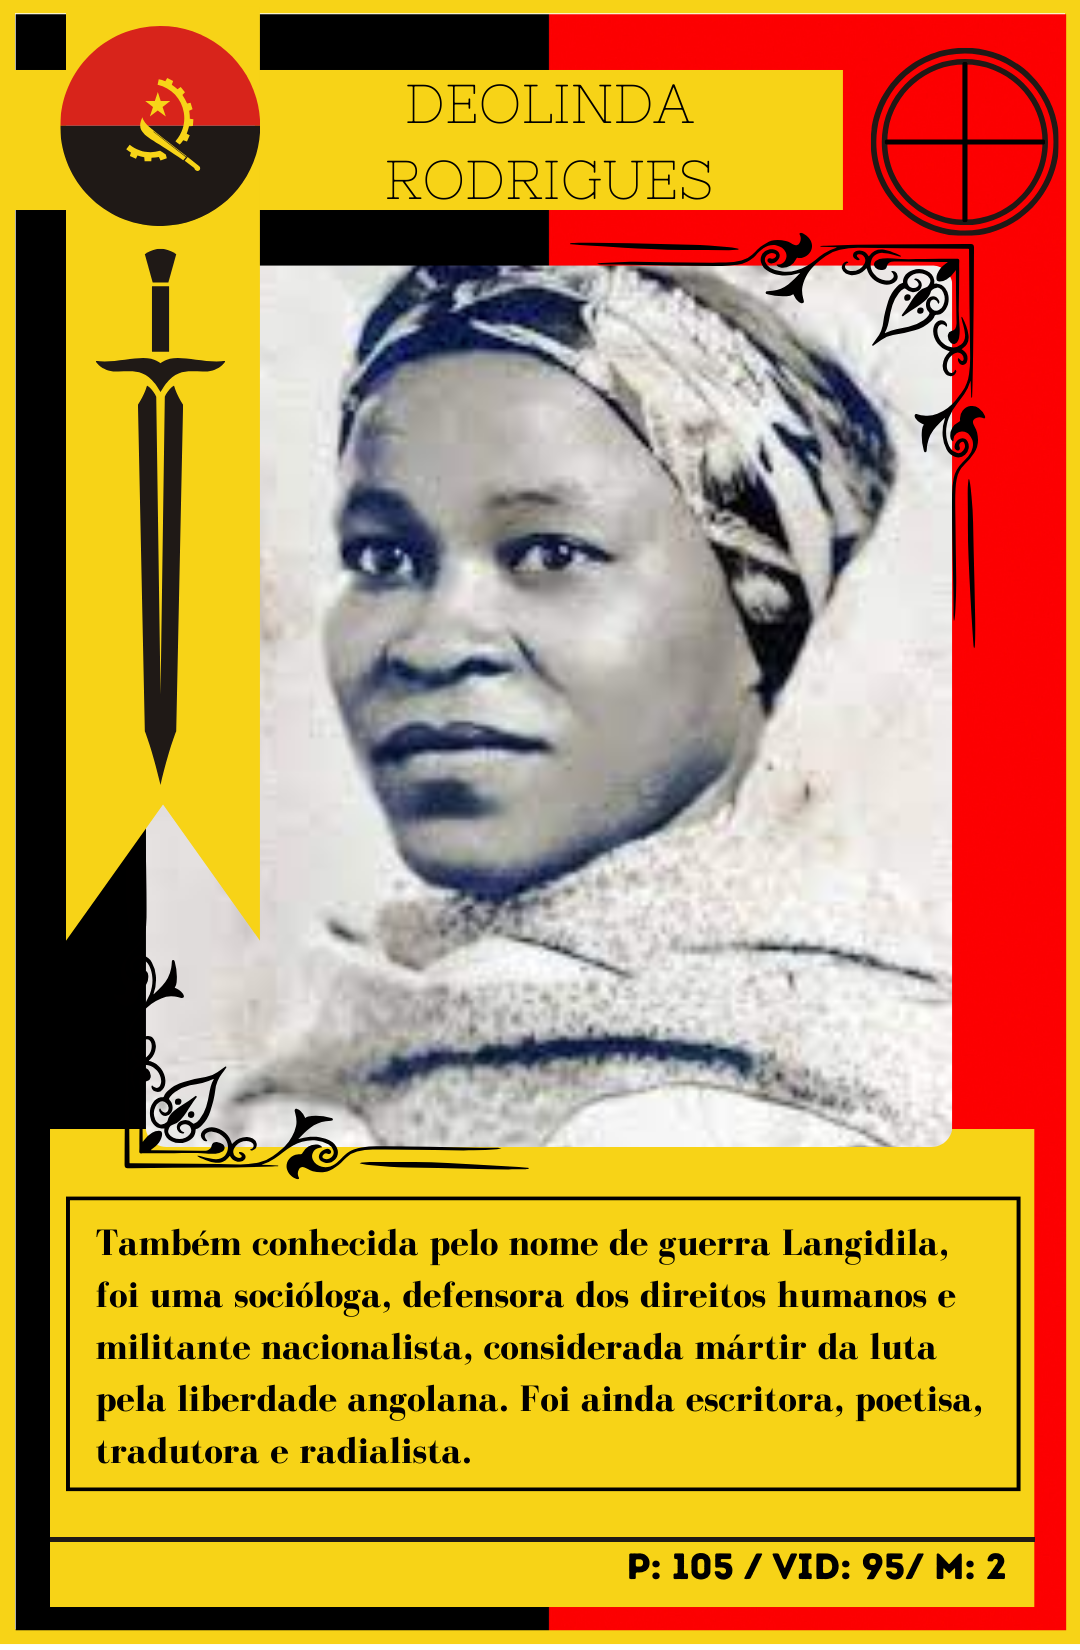 DEOLINDA
RODRIGUES
Também conhecida pelo nome de guerra Langidila,
foi uma socióloga, defensora dos direitos humanos e
militante nacionalista, considerada mártir da luta
pela liberdade angolana. Foi ainda escritora, poetisa,
tradutora e radialista.
P: 105 / VID: 95/ M: 2